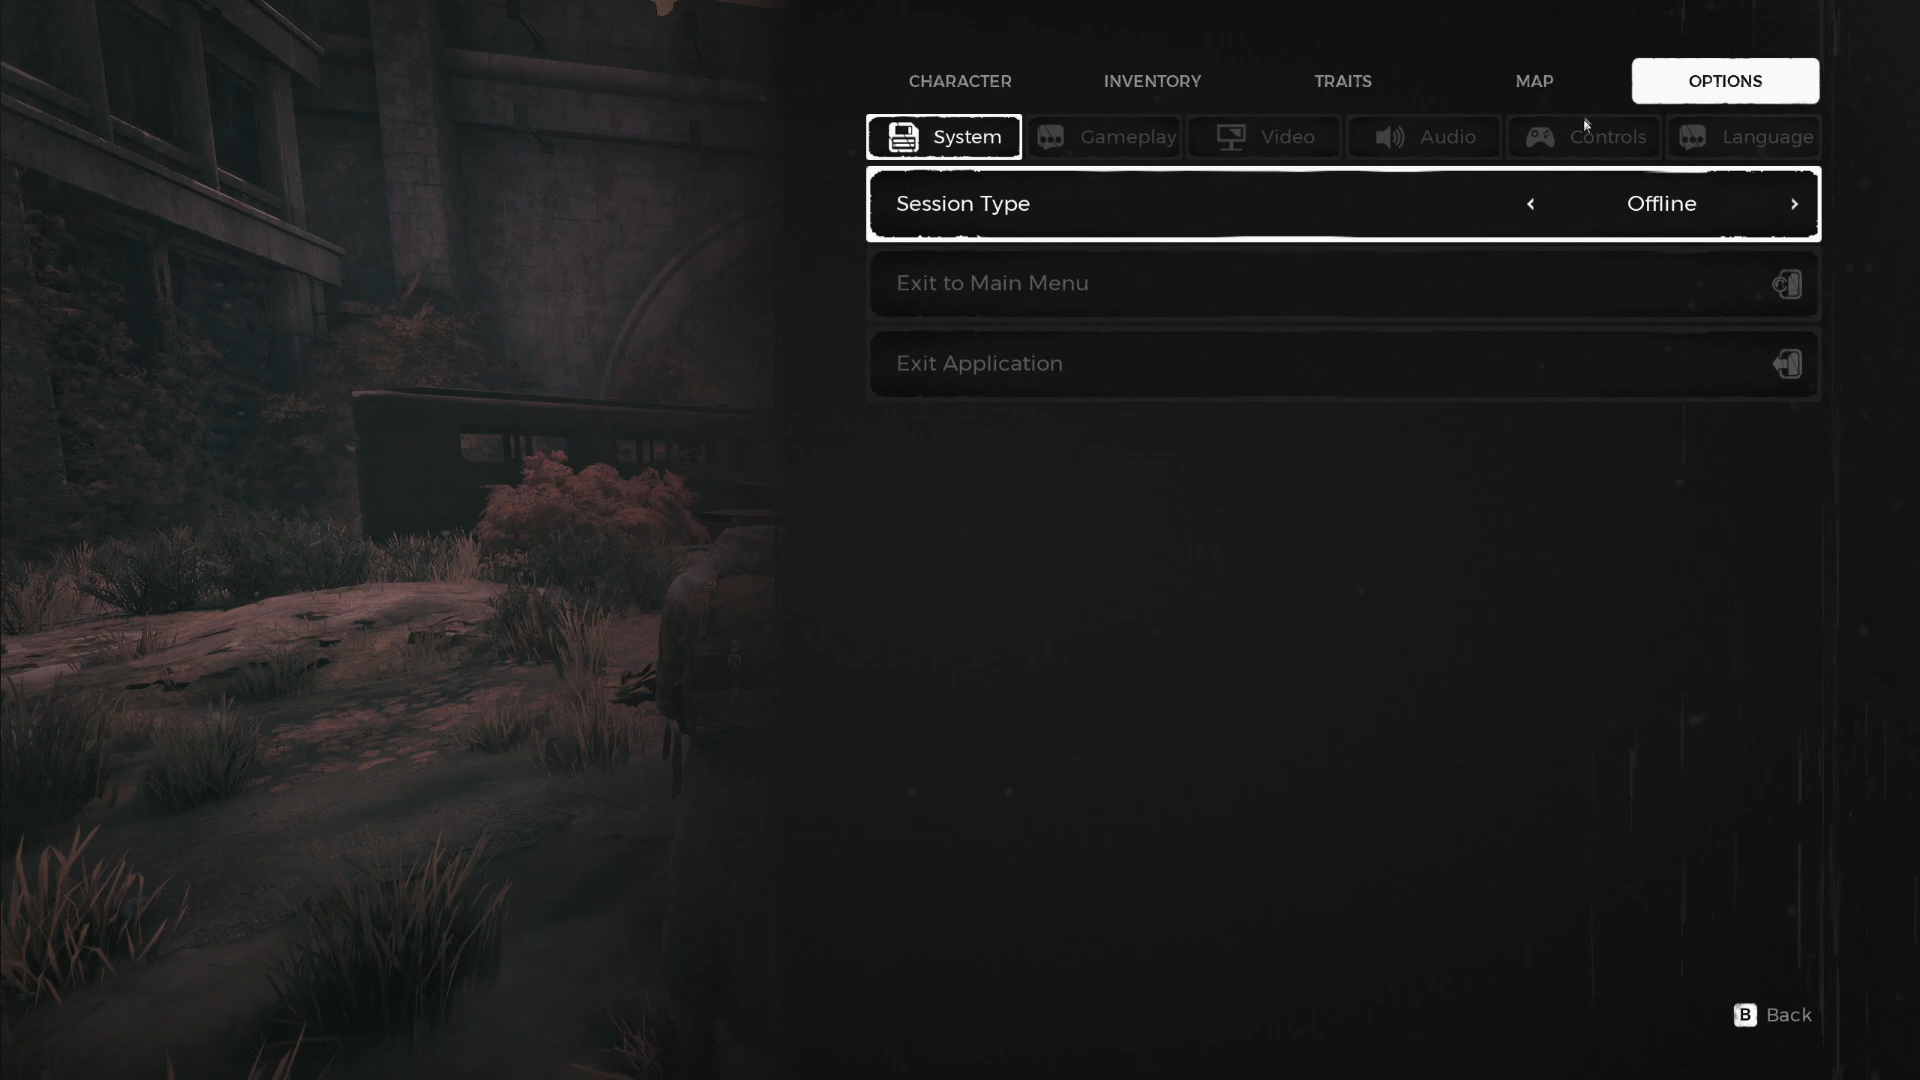 CHARACTER INVENTORY TRAITS MAP OPTIONS
System Gameplay Video Audio Controls Language
Session Type Offline
Exit to Main Menu
Exit Application
B Back